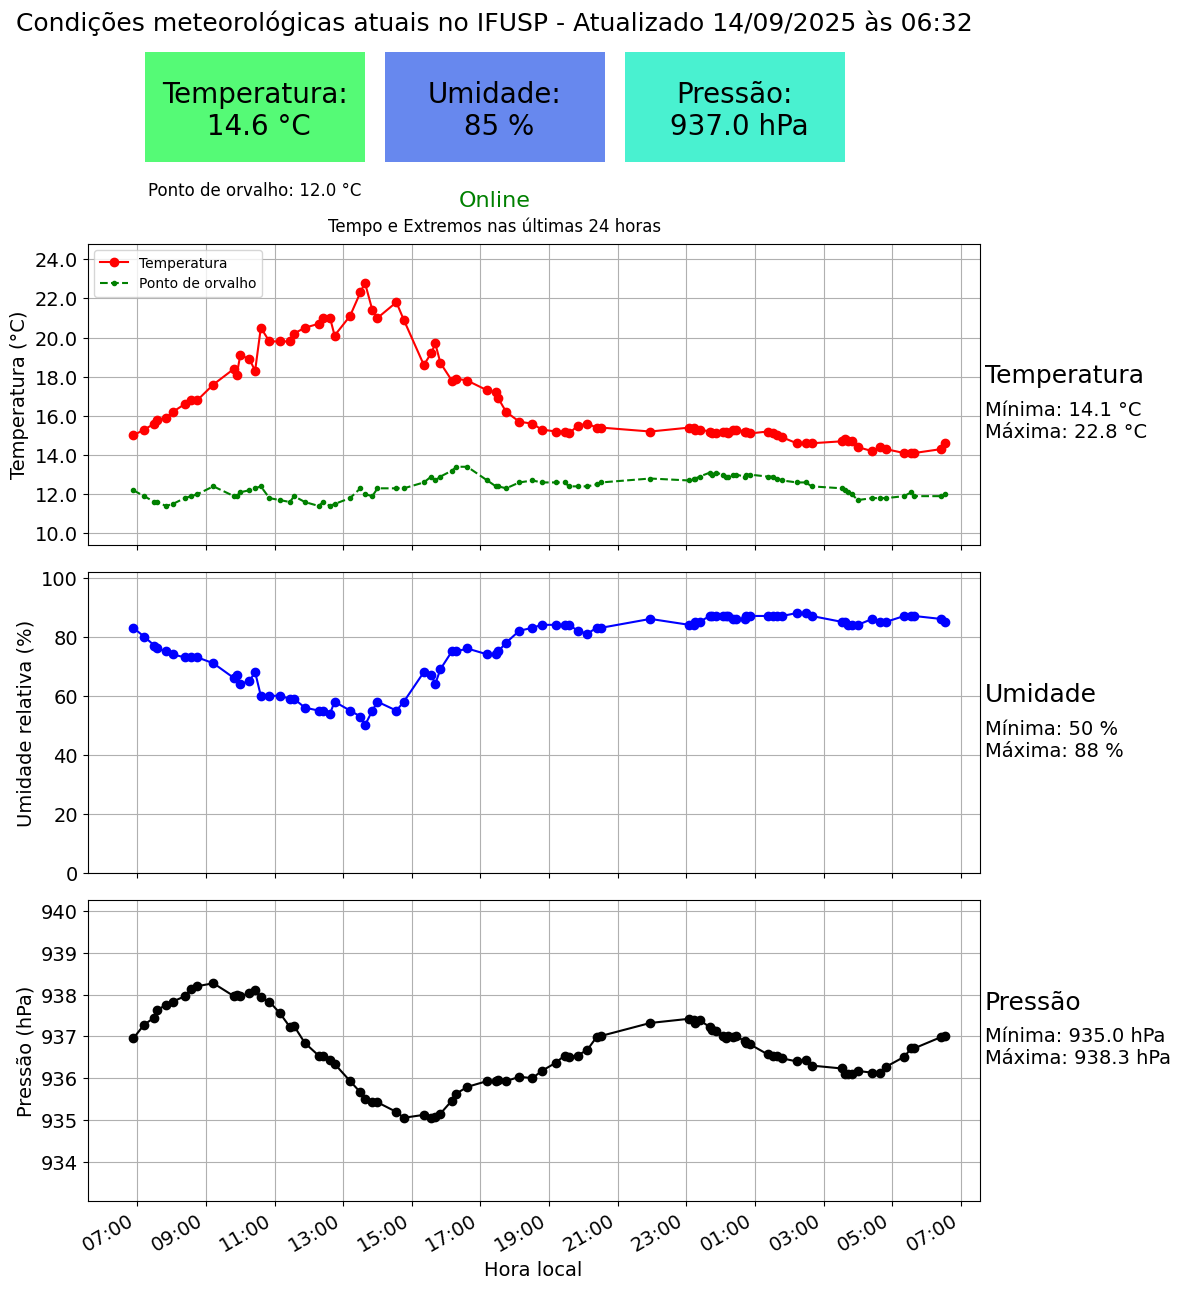 Condições meteorológicas atuais no IFUSP - Atualizado 14/09/2025 às 06:32
Temperatura:
14.6 °C
Umidade:
85 %
Pressão:
937.0 hPa
Ponto de orvalho: 12.0 °C
Online
Tempo e Extremos nas últimas 24 horas
Temperatura
Ponto de orvalho
Temperatura (°C)
24.0
22.0
20.0
18.0
16.0
14.0
12.0
10.0
Temperatura
Mínima: 14.1 °C
Máxima: 22.8 °C
Umidade relativa (%)
100
80
60
40
20
0
Umidade
Mínima: 50 %
Máxima: 88 %
Pressão (hPa)
940
939
938
937
936
935
934
Pressão
Mínima: 935.0 hPa
Máxima: 938.3 hPa
07:00
09:00
11:00
13:00
15:00
17:00
19:00
21:00
23:00
01:00
03:00
05:00
07:00
Hora local